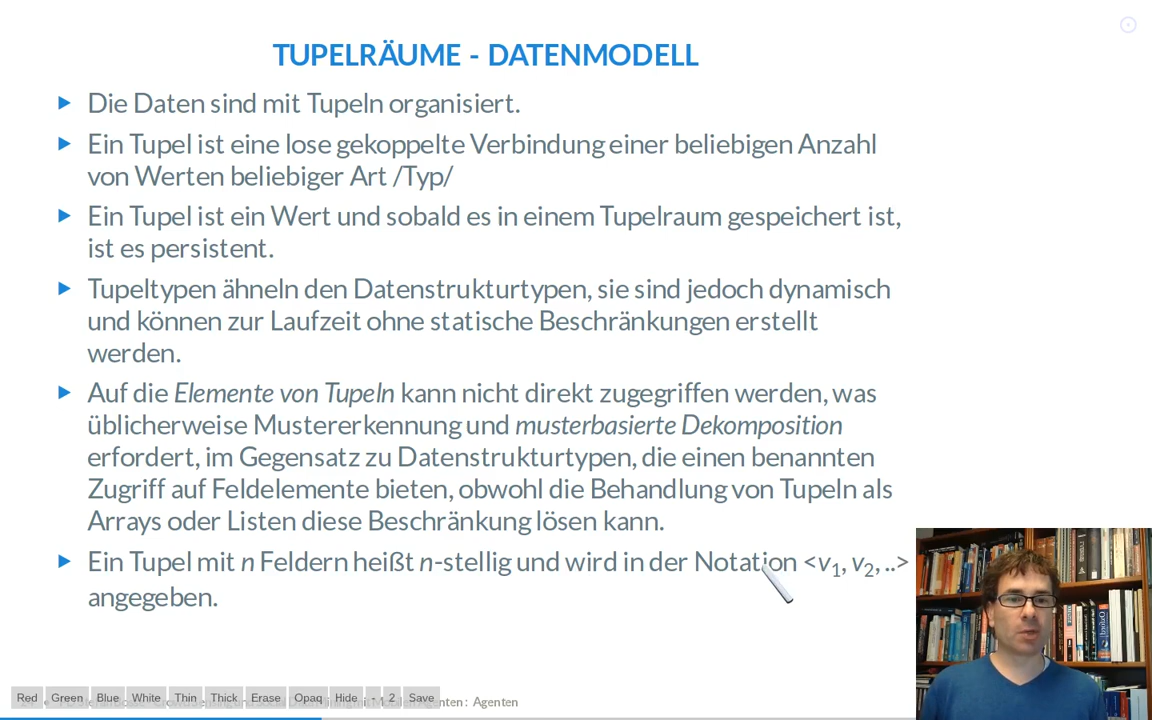 TUPELRÄUME - DATENMODELL
Die Daten sind mit Tupeln organisiert.
Ein Tupel ist eine lose gekoppelte Verbindung einer beliebigen Anzahl
von Werten beliebiger Art /Typ/
Ein Tupel ist ein Wert und sobald es in einem Tupelraum gespeichert ist,
ist es persistent.
Tupeltypen ähneln den Datenstrukturtypen, sie sind jedoch dynamisch
und können zur Laufzeit ohne statische Beschränkungen erstellt
werden.
Auf die Elemente von Tupeln kann nicht direkt zugegriffen werden, was
üblicherweise Mustererkennung und musterbasierte Dekomposition
erfordert, im Gegensatz zu Datenstrukturtypen, die einen benannten
Zugriff auf Feldelemente bieten, obwohl die Behandlung von Tupeln als
Arrays oder Listen diese Beschränkung lösen kann.
Ein Tupel mit n Feldern heißt n-stellig und wird in der Notation <v1, v2, ..>
angegeben.
Red Green Blue White Thin Thick Erase Opaq Hide - 2 Save
: Agenten